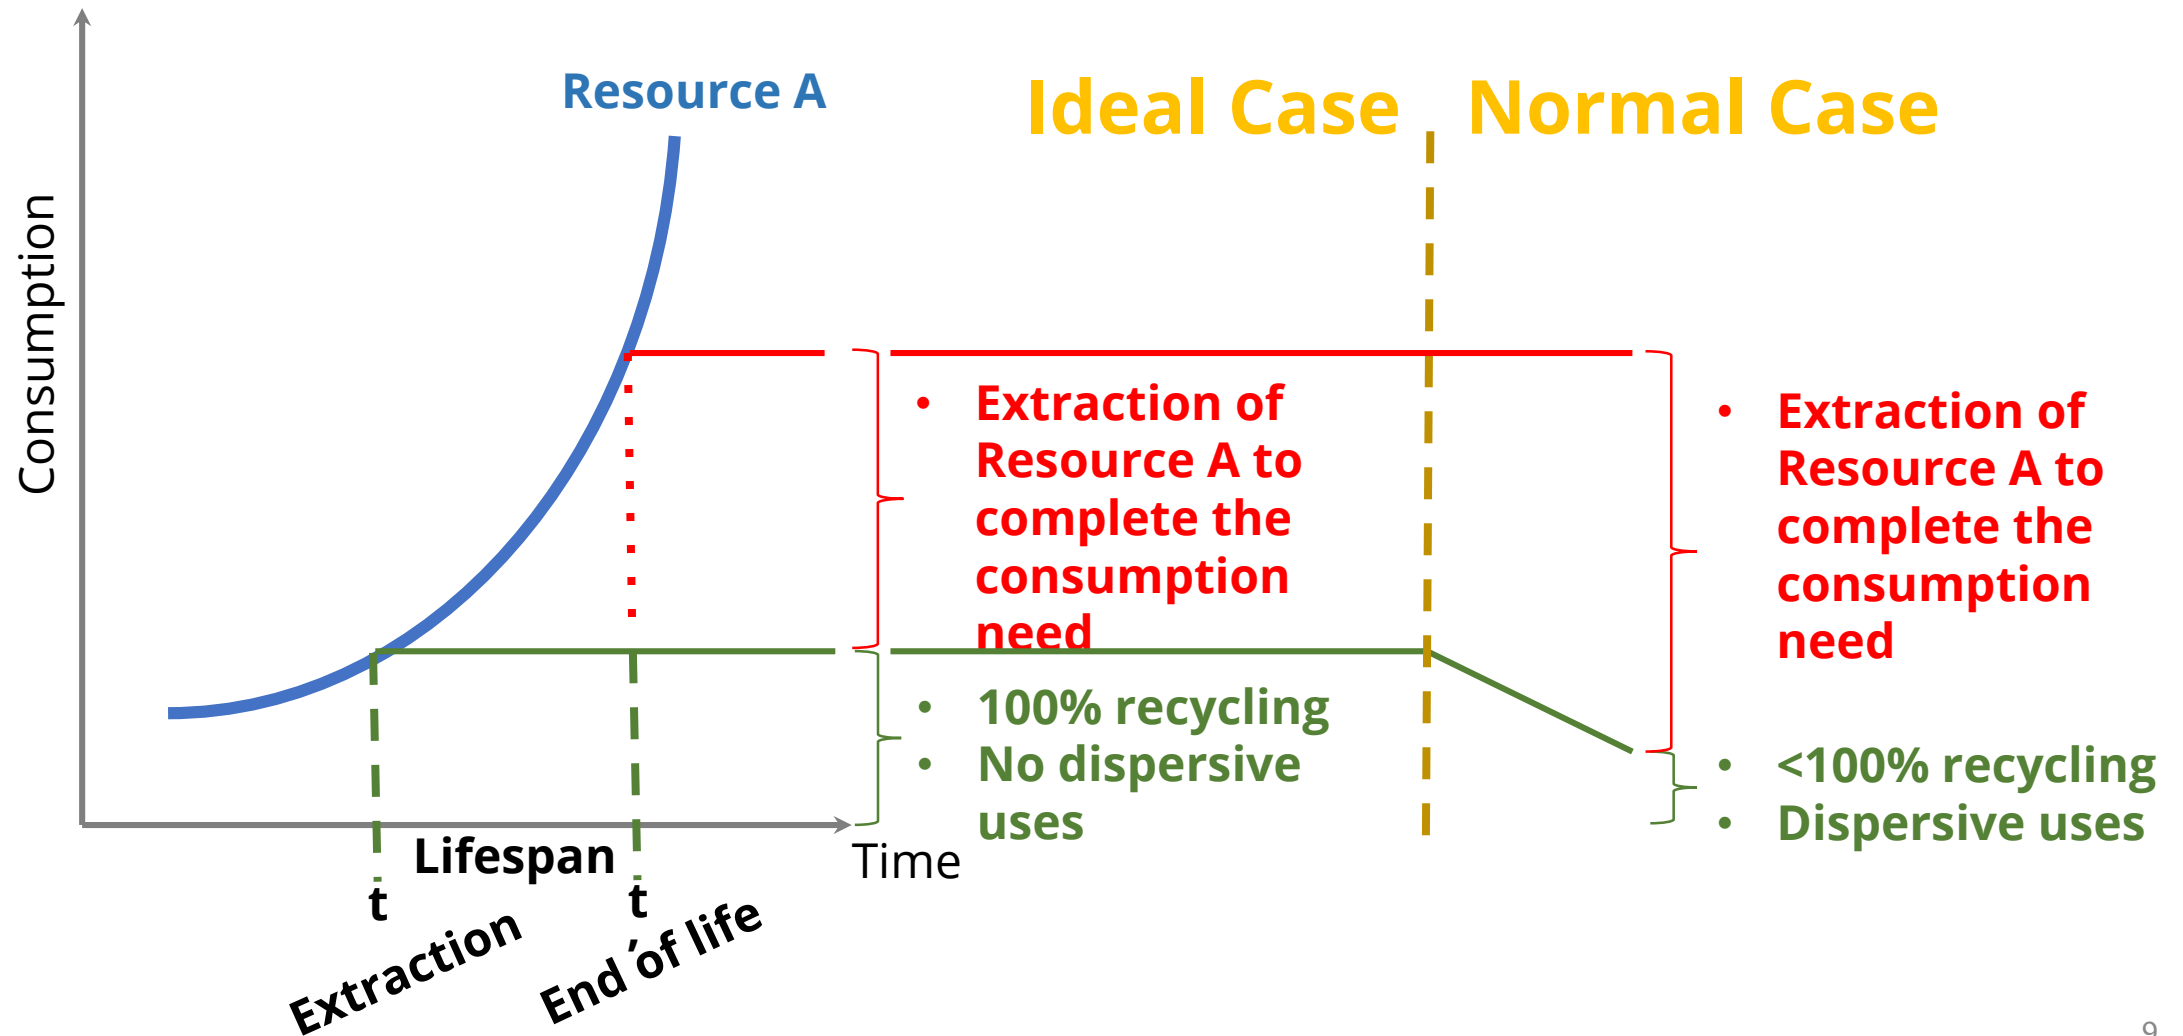 Resource A
Ideal Case
Normal Case
Consumption
• Extraction of
Resource A to
complete the
consumption
need
• 100% recycling
• No dispersive
uses
• Extraction of
Resource A to
complete the
consumption
need
• <100% recycling
• Dispersive uses
Lifespan
Time
t
t
’
Extraction
End of life
9